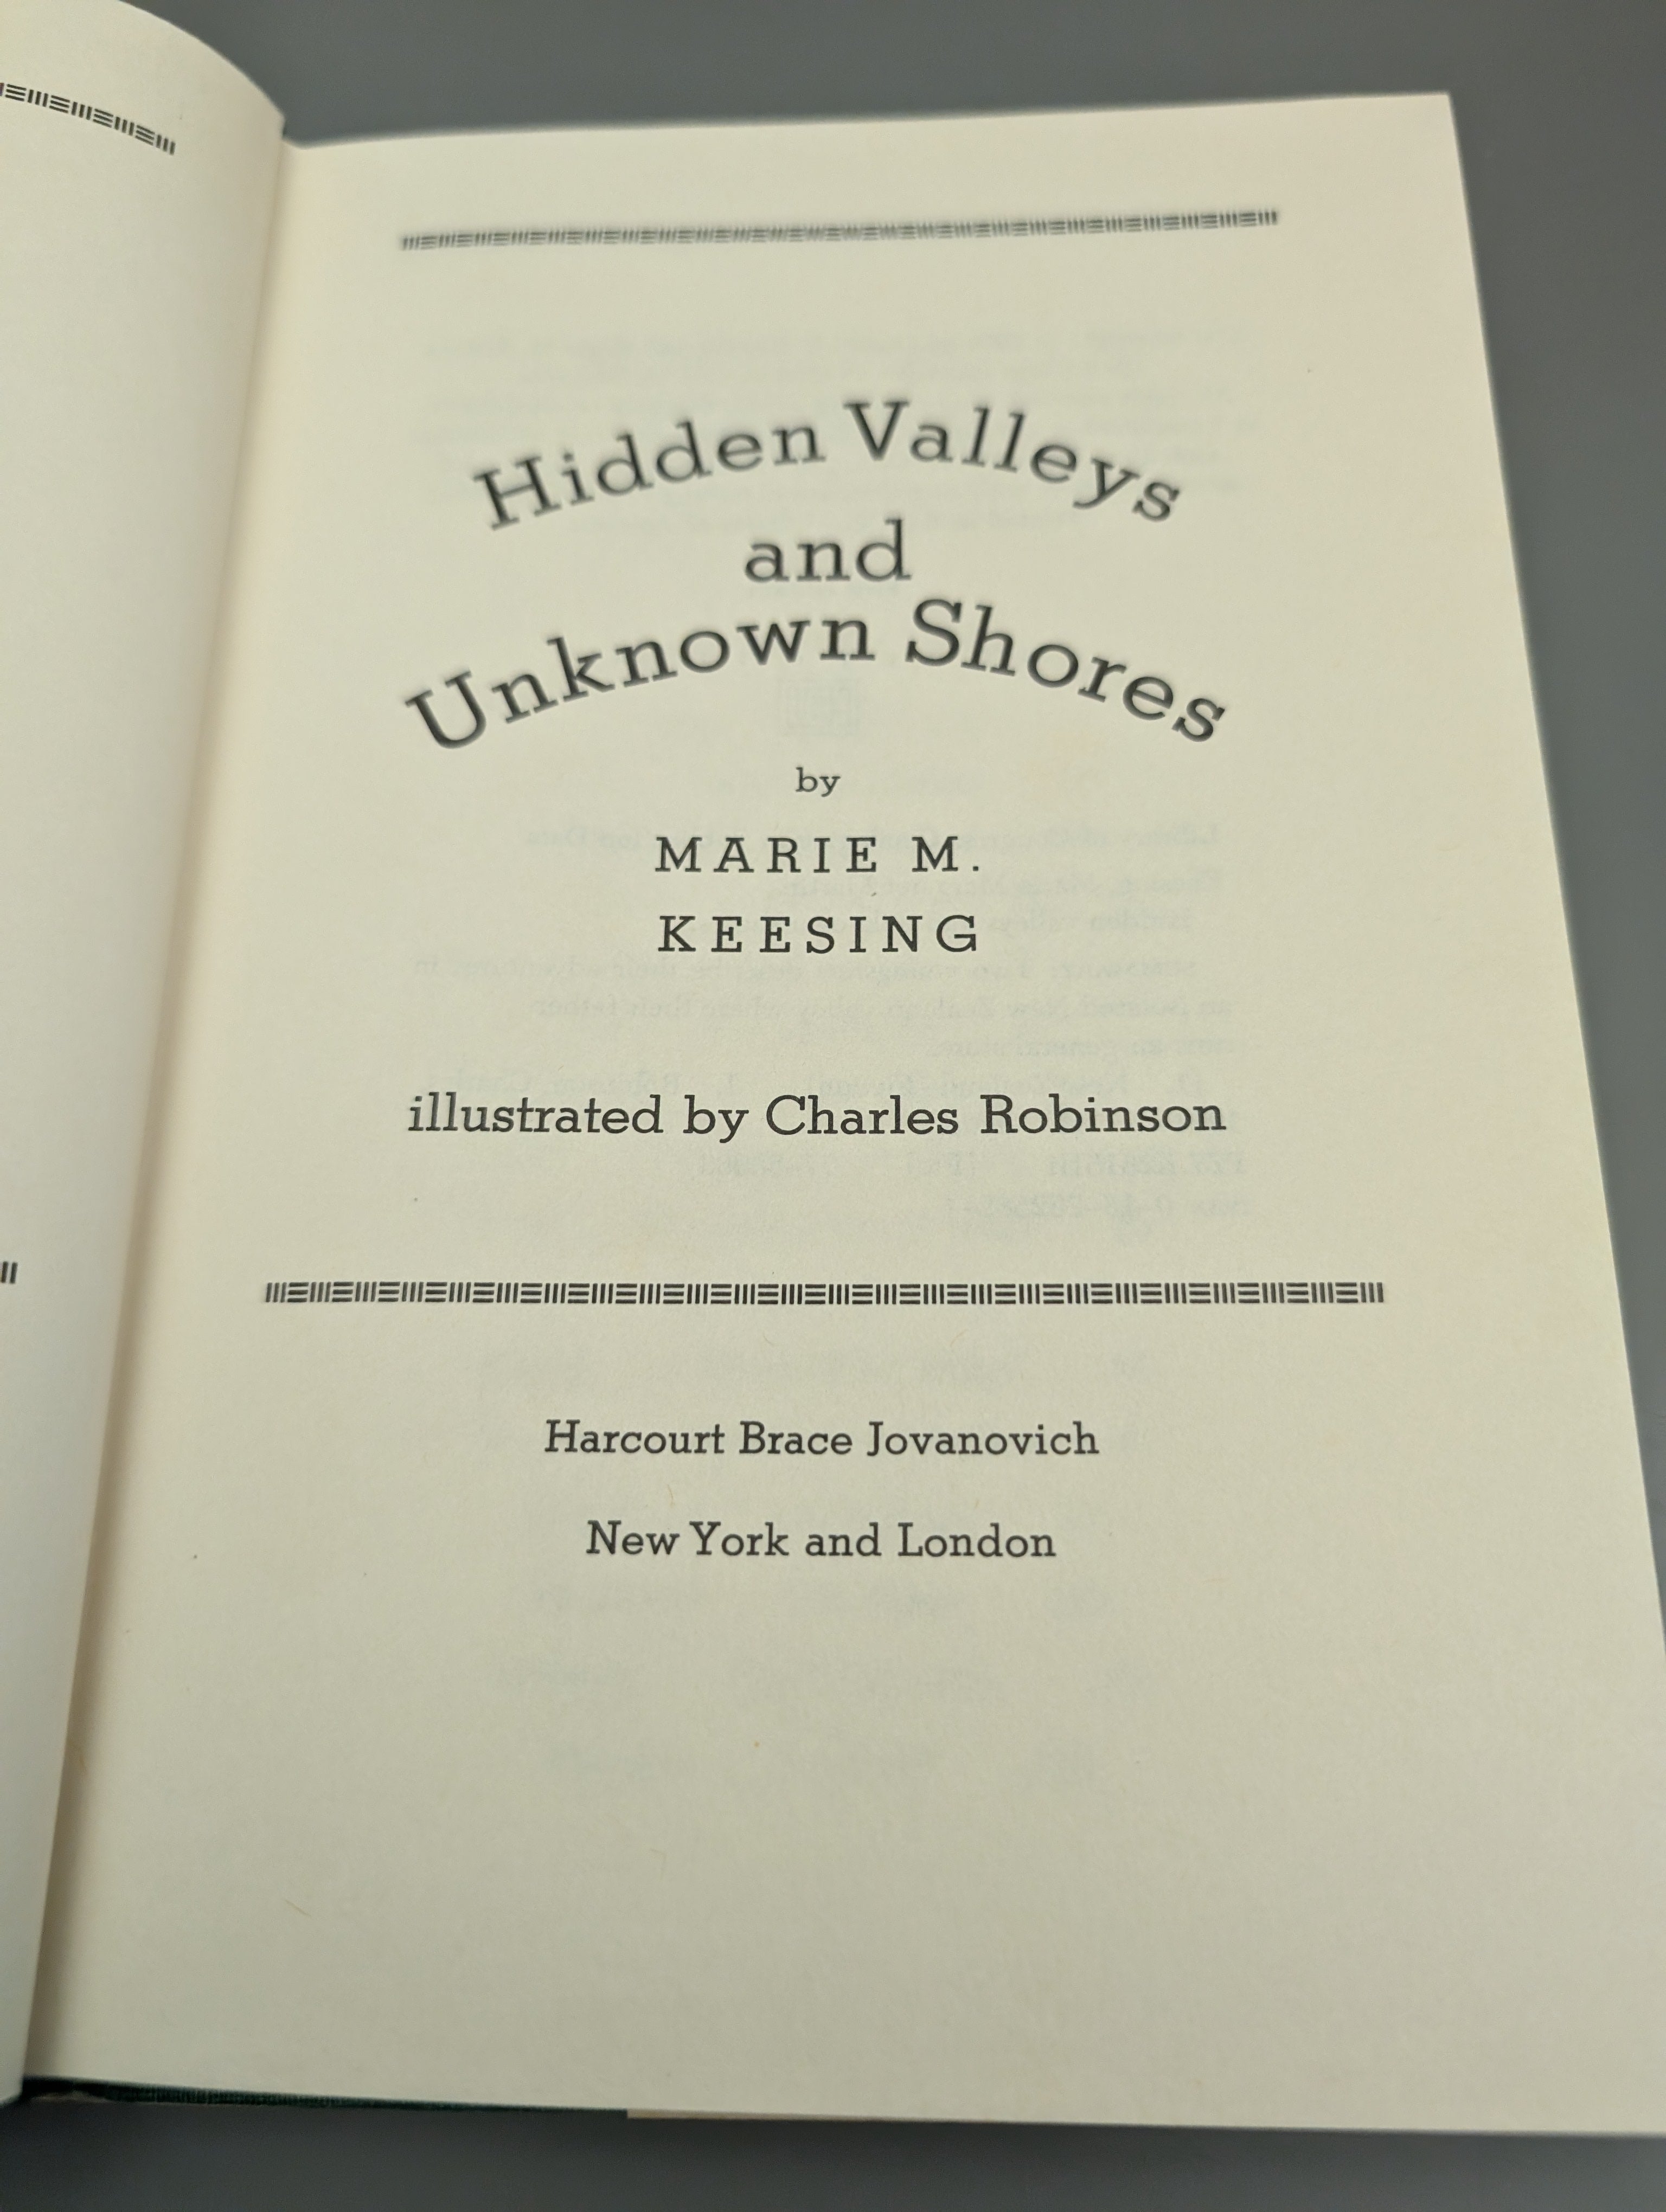 Hidden Valleys
and
Unknown Shores
by
MARIE M.
KEESING
illustrated by Charles Robinson
Harcourt Brace Jovanovich
New York and London